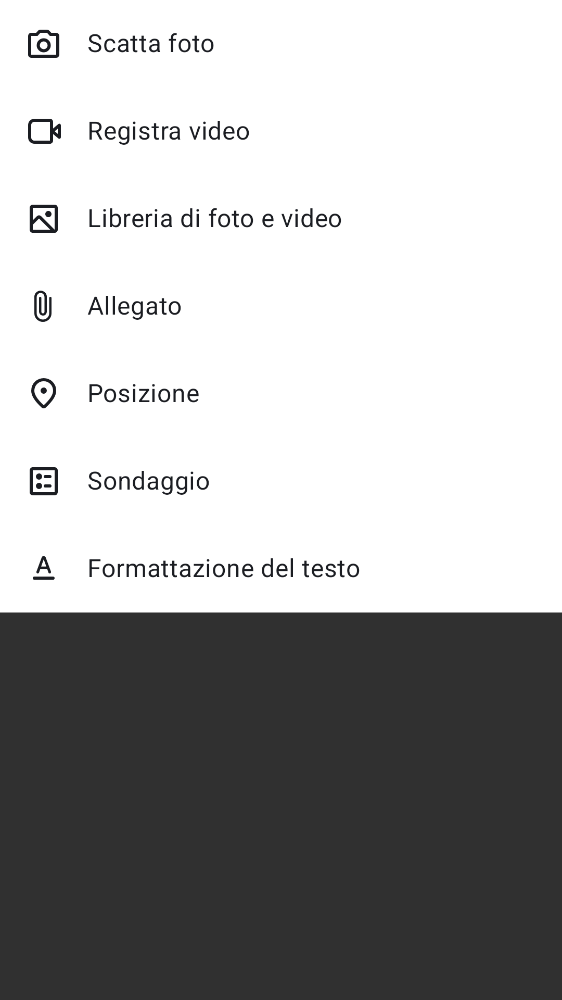 Scatta foto
Registra video
Libreria di foto e video
Allegato
Posizione
Sondaggio
Formattazione del testo